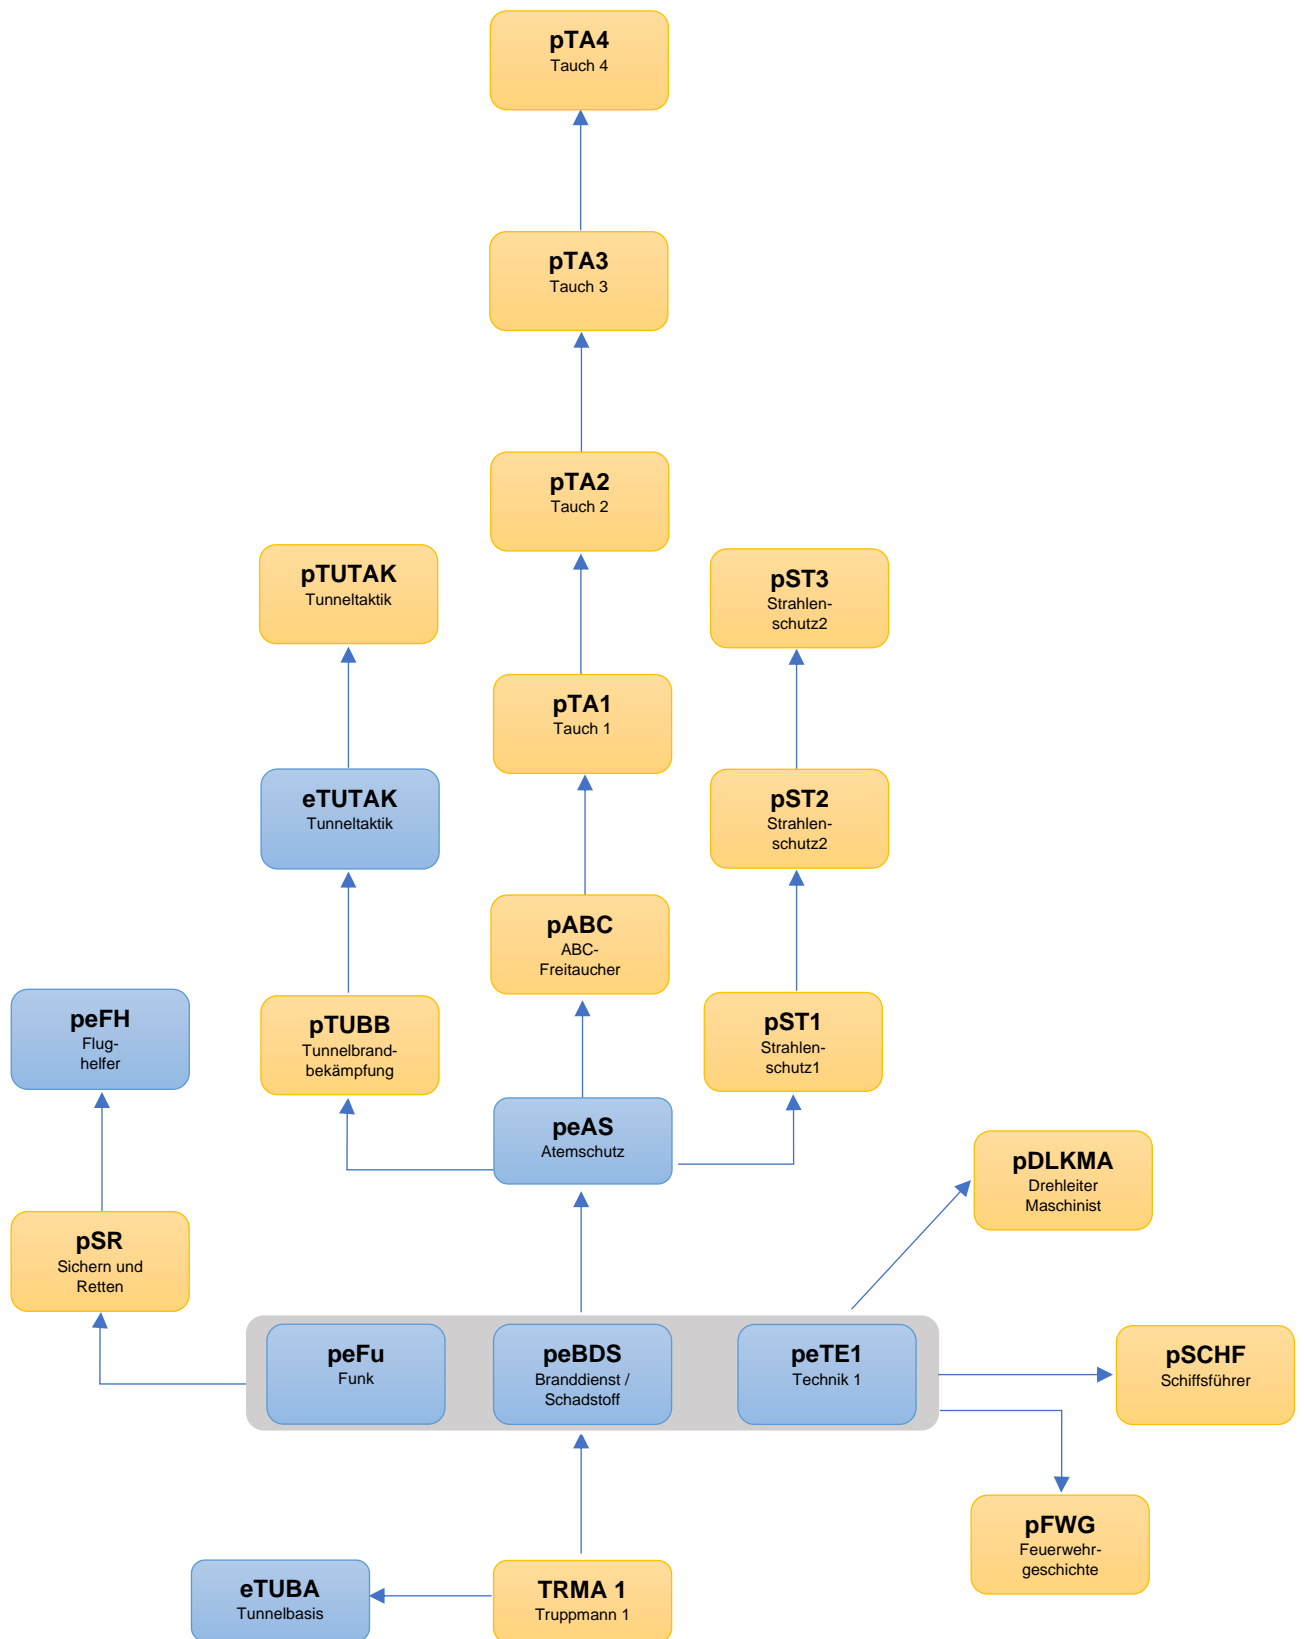 pTA4
Tauch 4
pTA3
Tauch 3
pTA2
Tauch 2
pTUTAK
Tunneltaktik
pST3
Strahlen-
schutz2
pTA1
Tauch 1
eTUTAK
Tunneltaktik
pST2
Strahlen-
schutz2
pABC
ABC-
Freitaucher
peFH
Flug-
helfer
pTUBB
Tunnelbrand-
bekämpfung
pST1
Strahlen-
schutz1
peAS
Atemschutz
pDLKMA
Drehleiter
Maschinist
pSR
Sichern und
Retten
peFu
Funk
peBDS
Branddienst /
Schadstoff
peTE1
Technik 1
pSCHF
Schiffsführer
pFWG
Feuerwehr-
geschichte
eTUBA
Tunnelbasis
TRMA 1
Truppmann 1